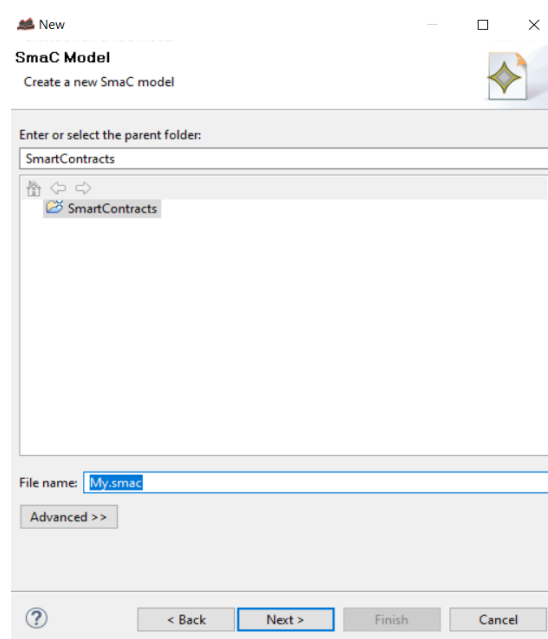 New
SmaC Model
Create a new SmaC model
Enter or select the parent folder:
SmartContracts
SmartContracts
File name: My.smac
Advanced >>
? < Back Next > Finish Cancel